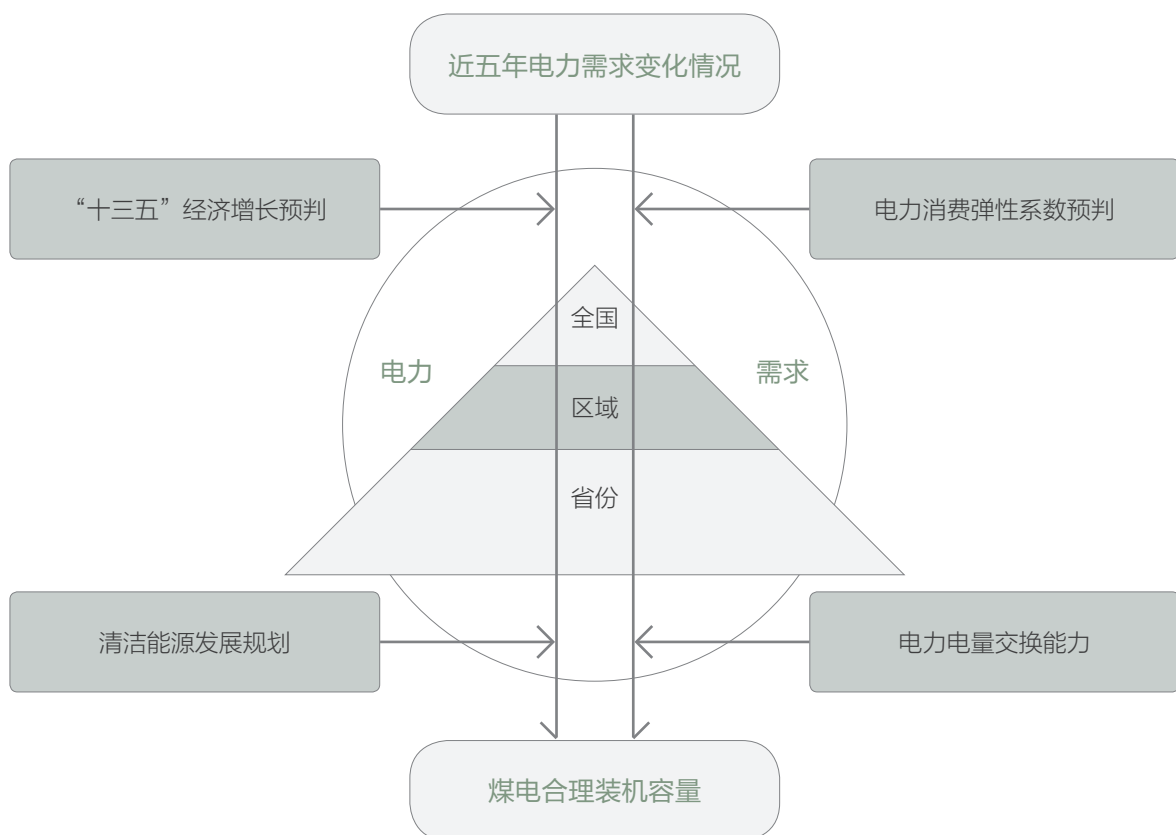 近五年电力需求变化情况
“十三五”经济增长预判
电力消费弹性系数预判
全国
电力
需求
区域
省份
清洁能源发展规划
电力电量交换能力
煤电合理装机容量